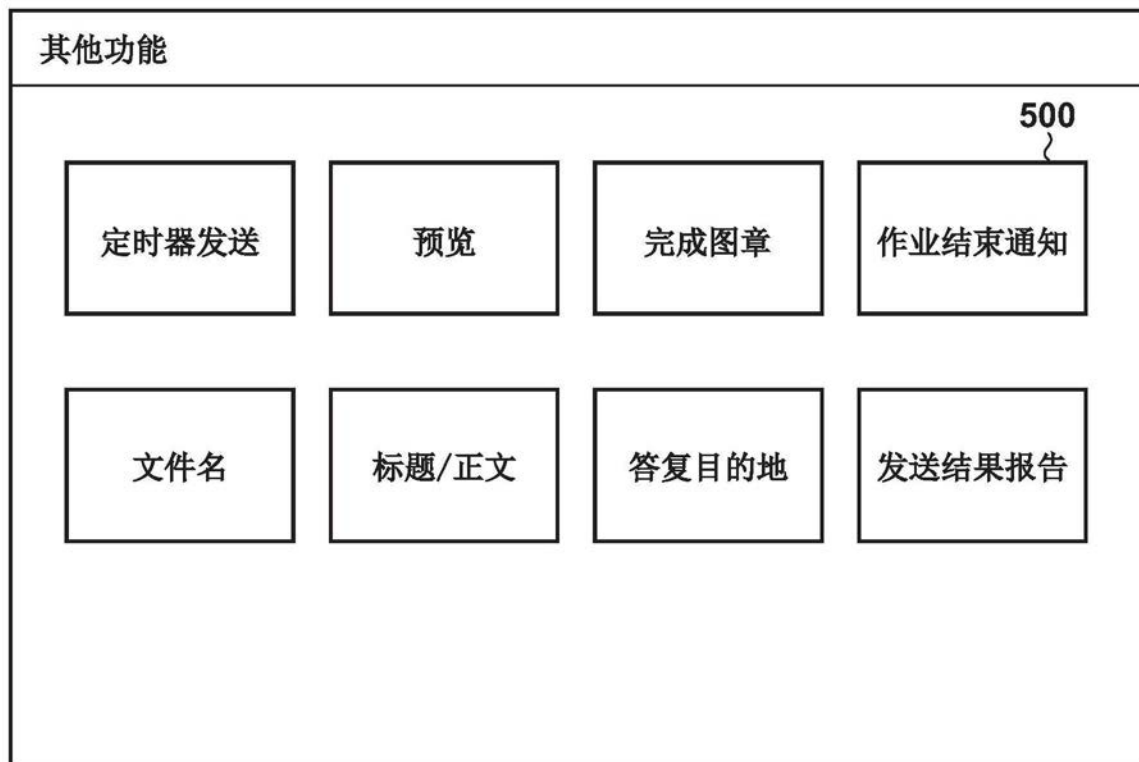 其他功能
500
定时器发送 预览 完成图章 作业结束通知
文件名 标题/正文 答复目的地 发送结果报告